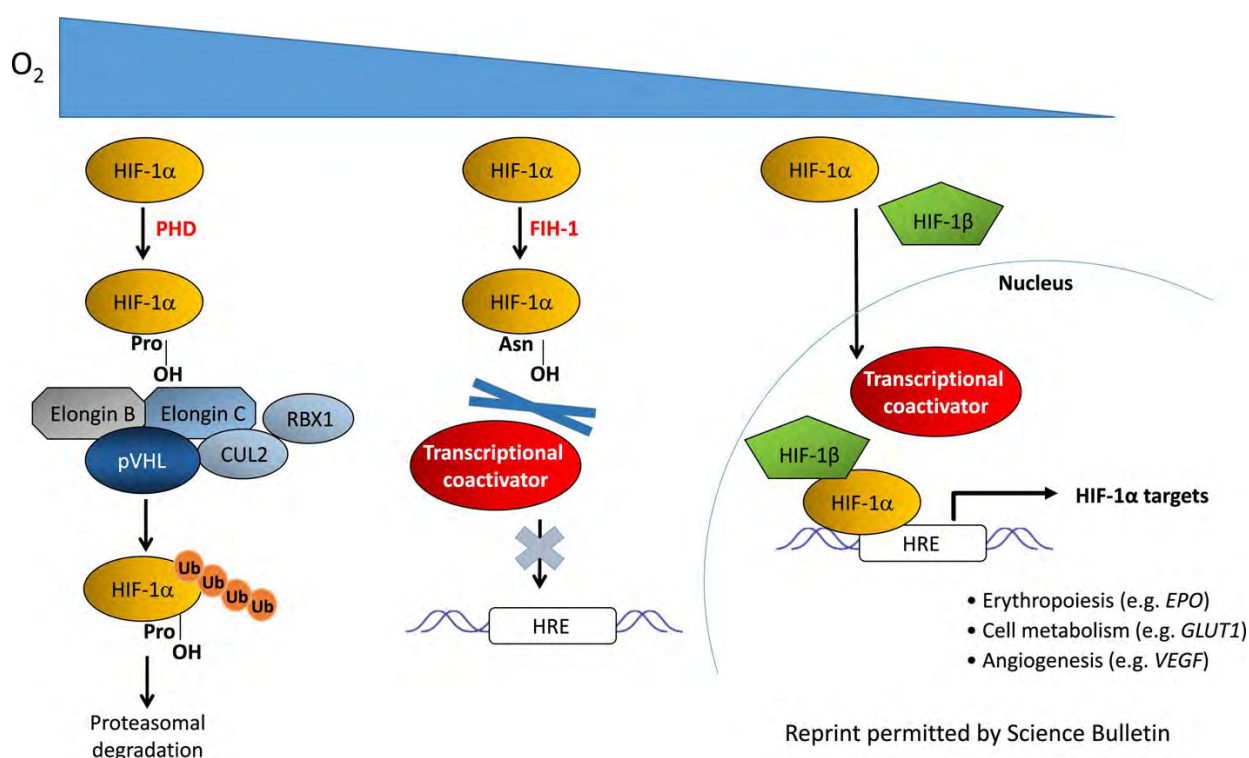 O2
HIF-1α
PHD
HIF-1α
Pro
OH
Elongin B
Elongin C
RBX1
pVHL
CUL2
HIF-1α
Ub
Ub
Ub
Ub
Pro
OH
Proteasomal
degradation
HIF-1α
FIH-1
HIF-1α
Asn
OH
Transcriptional
coactivator
HRE
HIF-1α
HIF-1β
Nucleus
Transcriptional
coactivator
HIF-1β
HIF-1α
HRE
HIF-1α targets
• Erythropoiesis (e.g. EPO)
• Cell metabolism (e.g. GLUT1)
• Angiogenesis (e.g. VEGF)
Reprint permitted by Science Bulletin